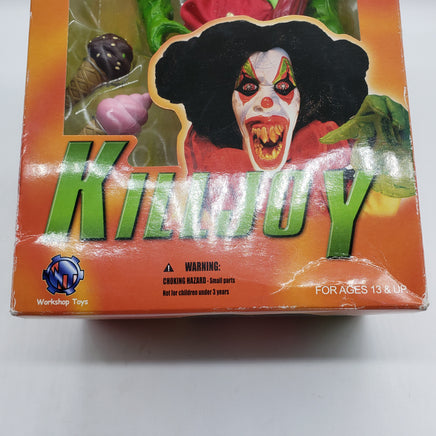 KILLJOY
WARNING:
CHOKING HAZARD - Small parts
Not for children under 3 years
FOR AGES 13 & UP
Workshop Toys